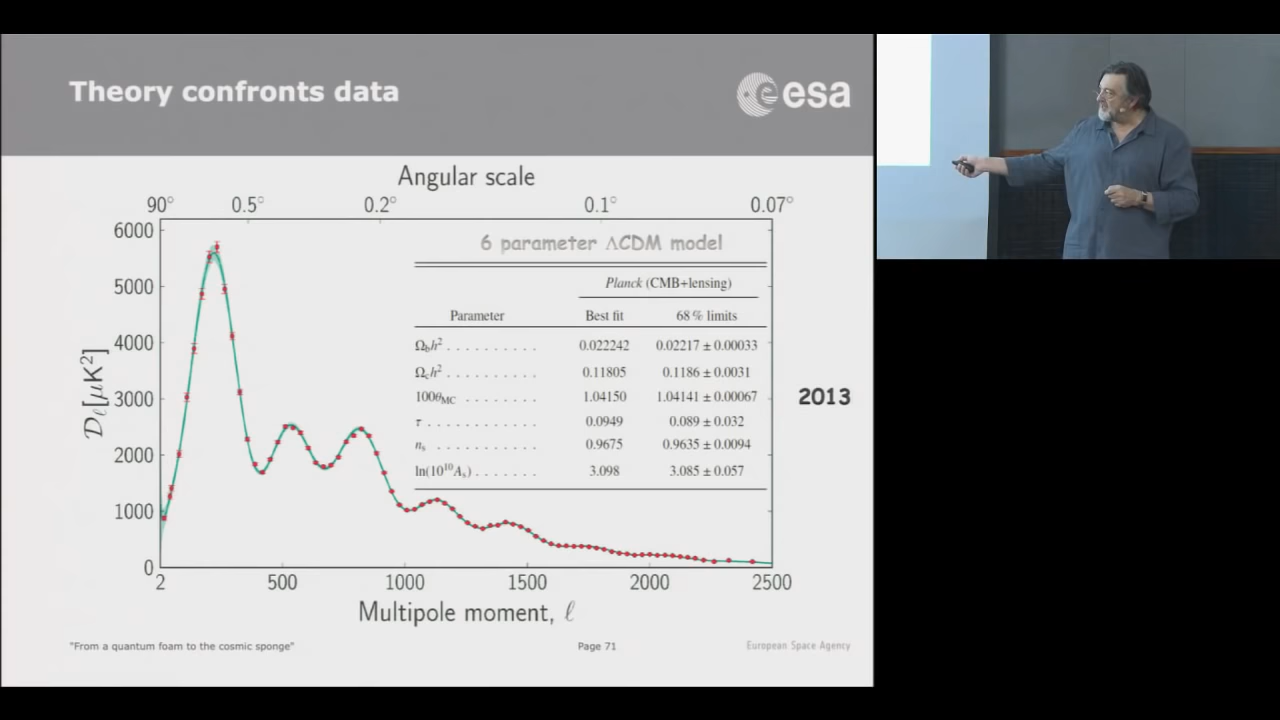 Theory confronts data
esa
Angular scale
90° 0.5° 0.2° 0.1° 0.07°
6000
5000
4000
3000
2000
1000
0
𝒟ℓ[μK²]
6 parameter ΛCDM model
Planck (CMB+lensing)
Parameter Best fit 68 % limits
Ωbh² . . . . . . . . . . 0.022242 0.02217 ± 0.00033
Ωch² . . . . . . . . . . 0.11805 0.1186 ± 0.0031
100θMC . . . . . . . . 1.04150 1.04141 ± 0.00067
τ . . . . . . . . . . . . 0.0949 0.089 ± 0.032
ns . . . . . . . . . . . 0.9675 0.9635 ± 0.0094
ln(10¹⁰As) . . . . . . . 3.098 3.085 ± 0.057
2013
2 500 1000 1500 2000 2500
Multipole moment, ℓ
"From a quantum foam to the cosmic sponge" Page 71 European Space Agency